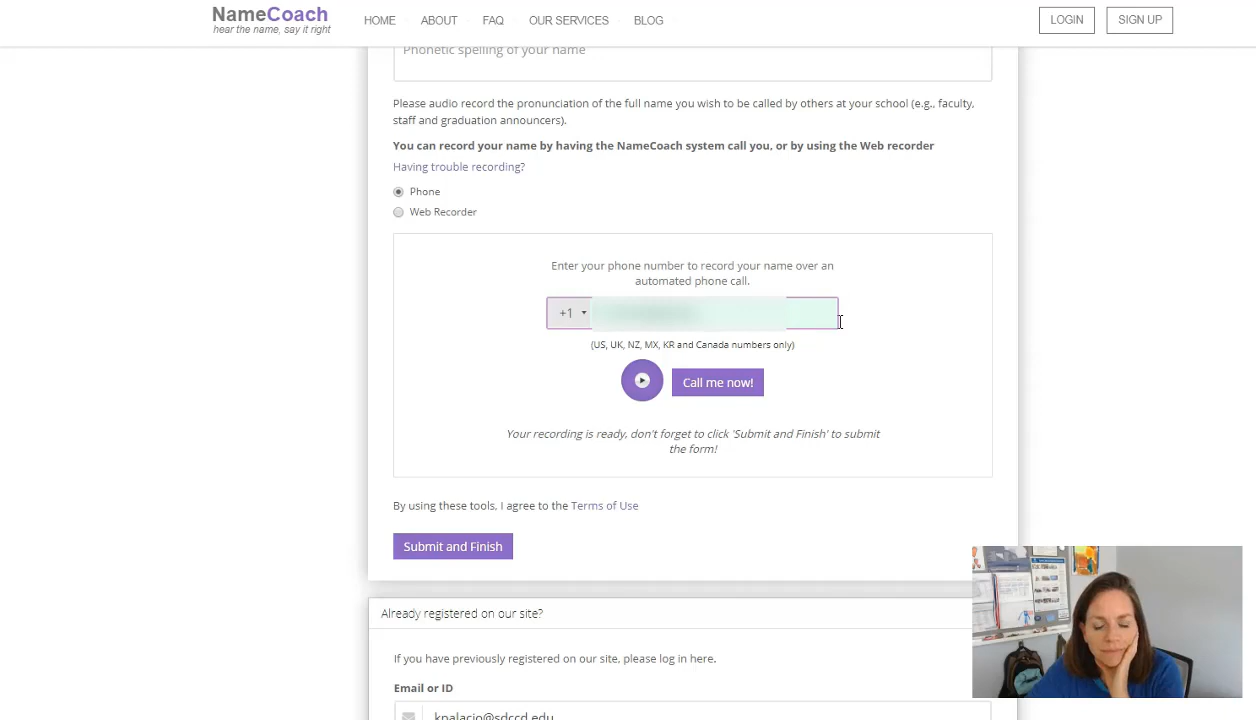 NameCoach
hear the name, say it right
HOME ABOUT FAQ OUR SERVICES BLOG
LOGIN SIGN UP
Phonetic spelling of your name
Please audio record the pronunciation of the full name you wish to be called by others at your school (e.g., faculty,
staff and graduation announcers).
You can record your name by having the NameCoach system call you, or by using the Web recorder
Having trouble recording?
Phone
Web Recorder
Enter your phone number to record your name over an
automated phone call.
+1
(US, UK, NZ, MX, KR and Canada numbers only)
Call me now!
Your recording is ready, don't forget to click 'Submit and Finish' to submit
the form!
By using these tools, I agree to the Terms of Use
Submit and Finish
Already registered on our site?
If you have previously registered on our site, please log in here.
Email or ID
kpalacio@sdccd.edu